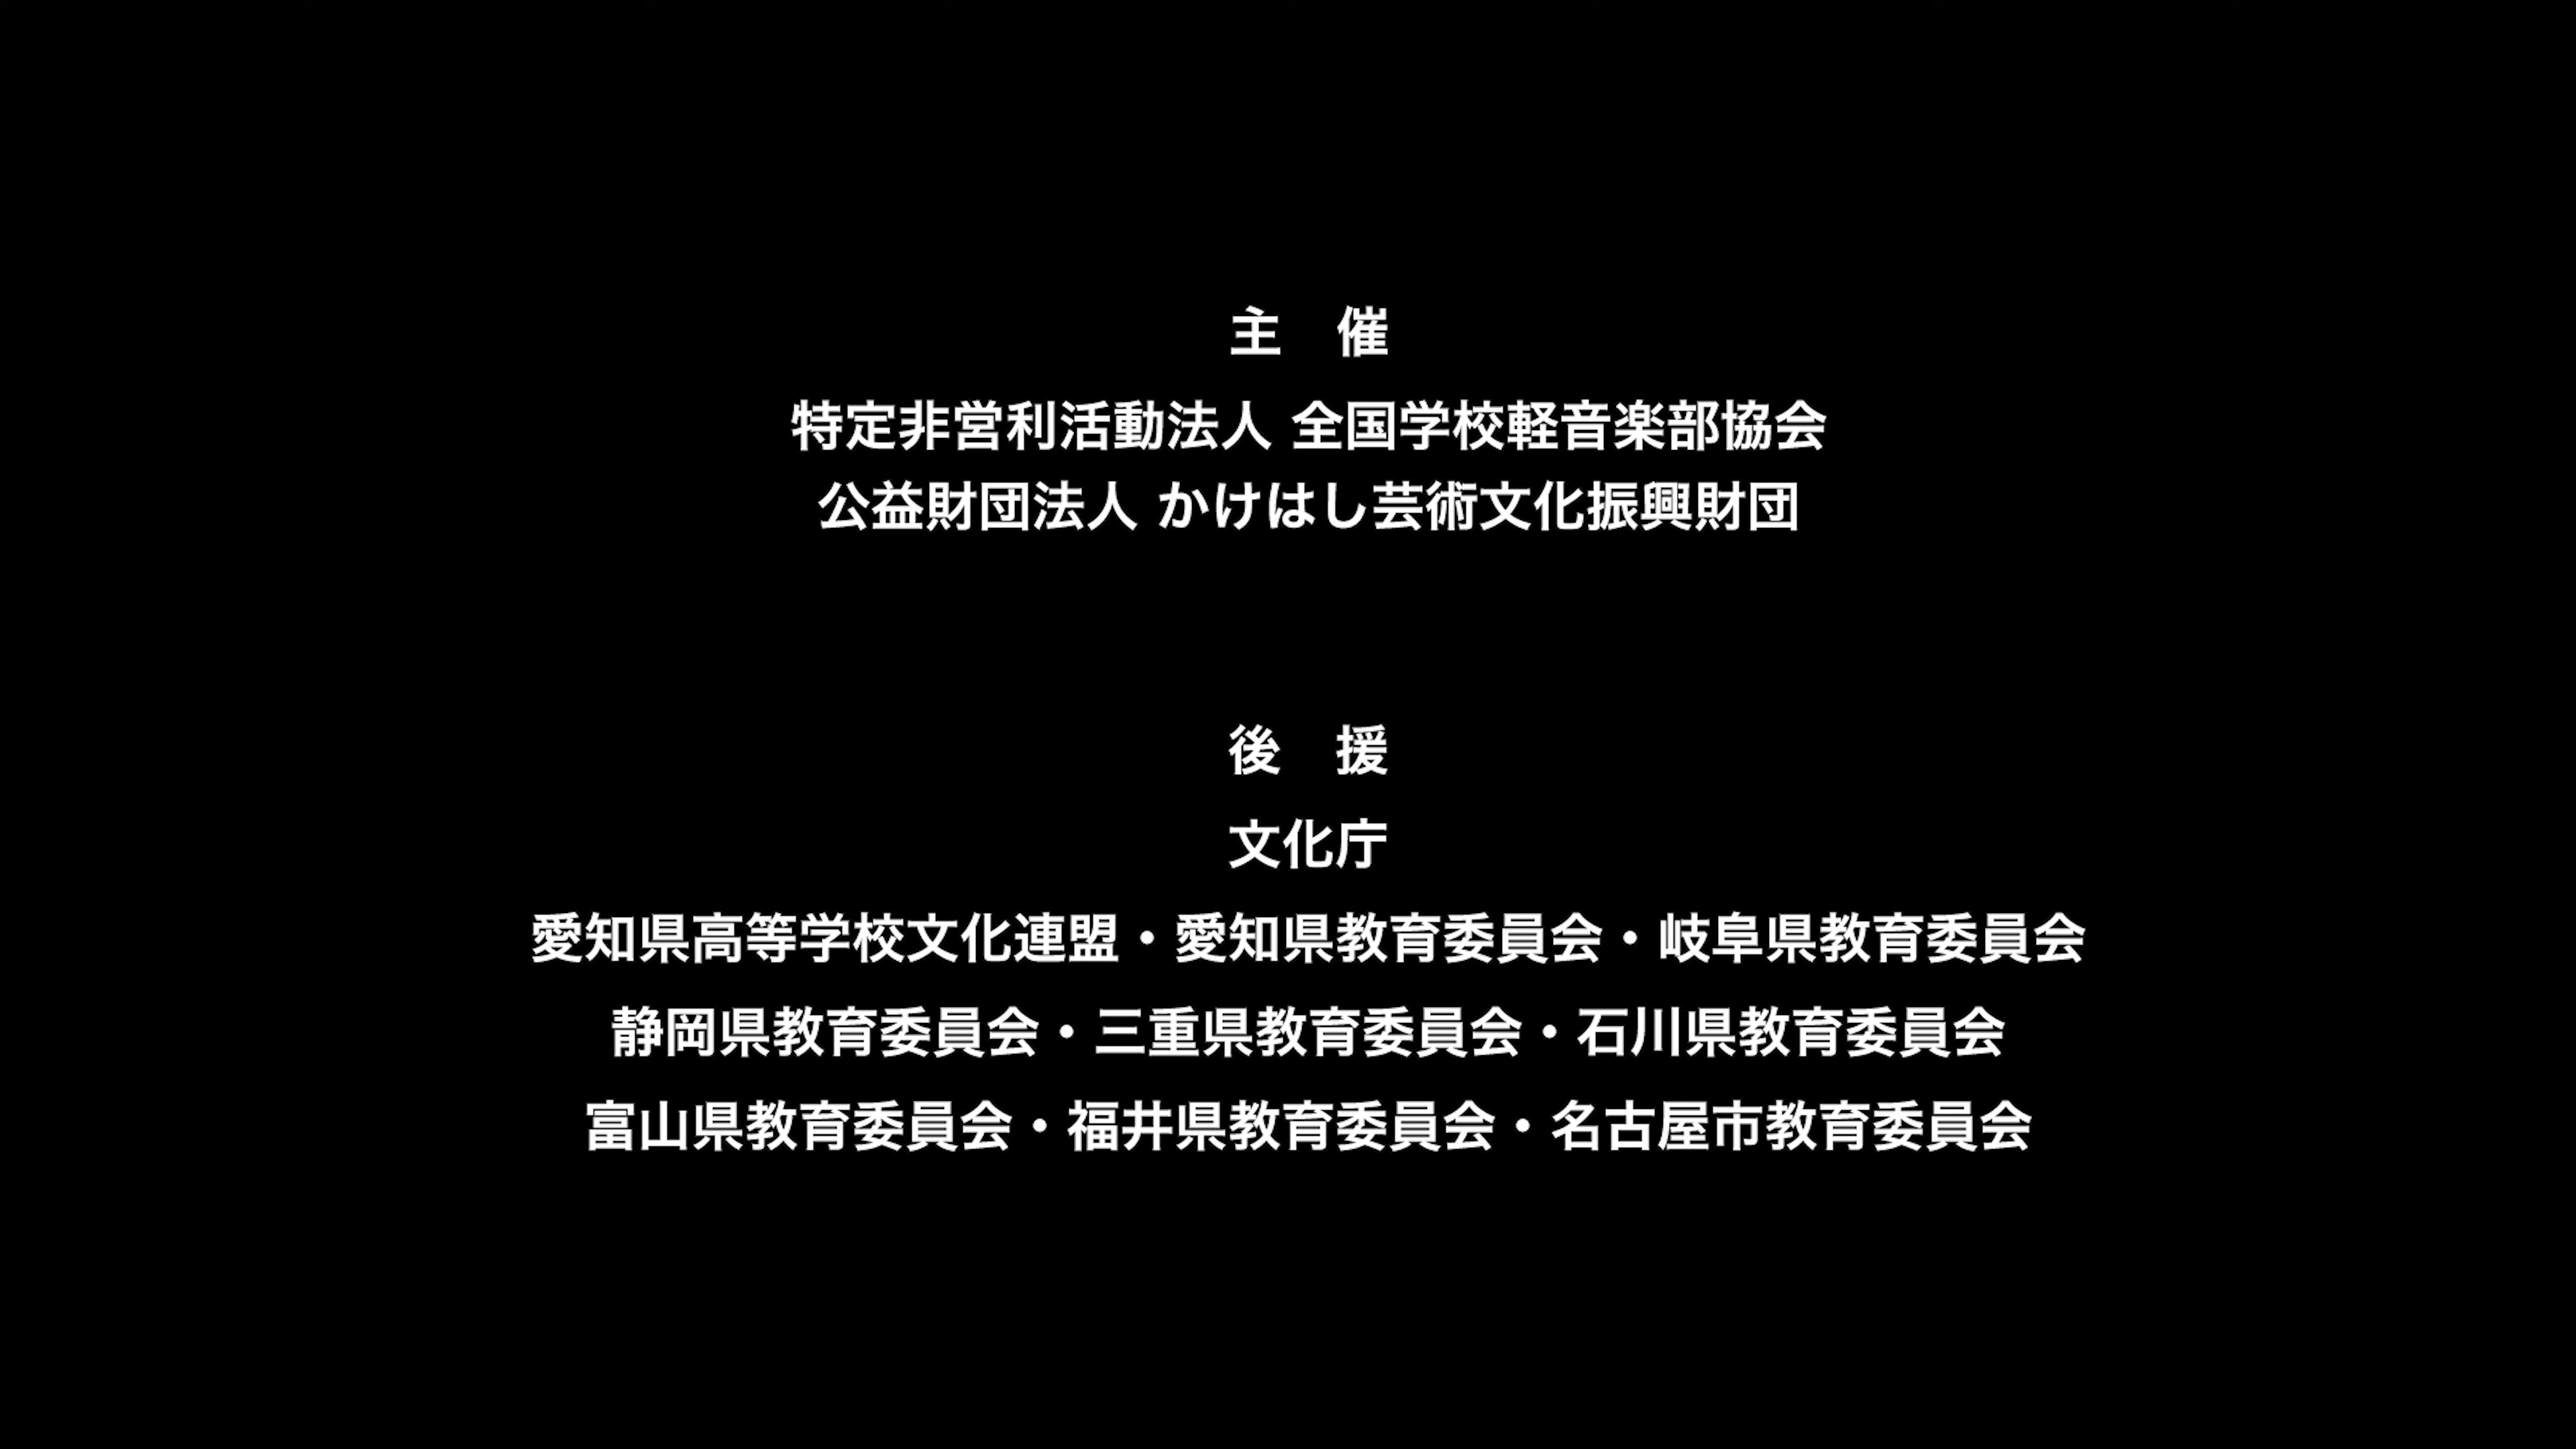 主　催
特定非営利活動法人 全国学校軽音楽部協会
公益財団法人 かけはし芸術文化振興財団
後　援
文化庁
愛知県高等学校文化連盟・愛知県教育委員会・岐阜県教育委員会
静岡県教育委員会・三重県教育委員会・石川県教育委員会
富山県教育委員会・福井県教育委員会・名古屋市教育委員会